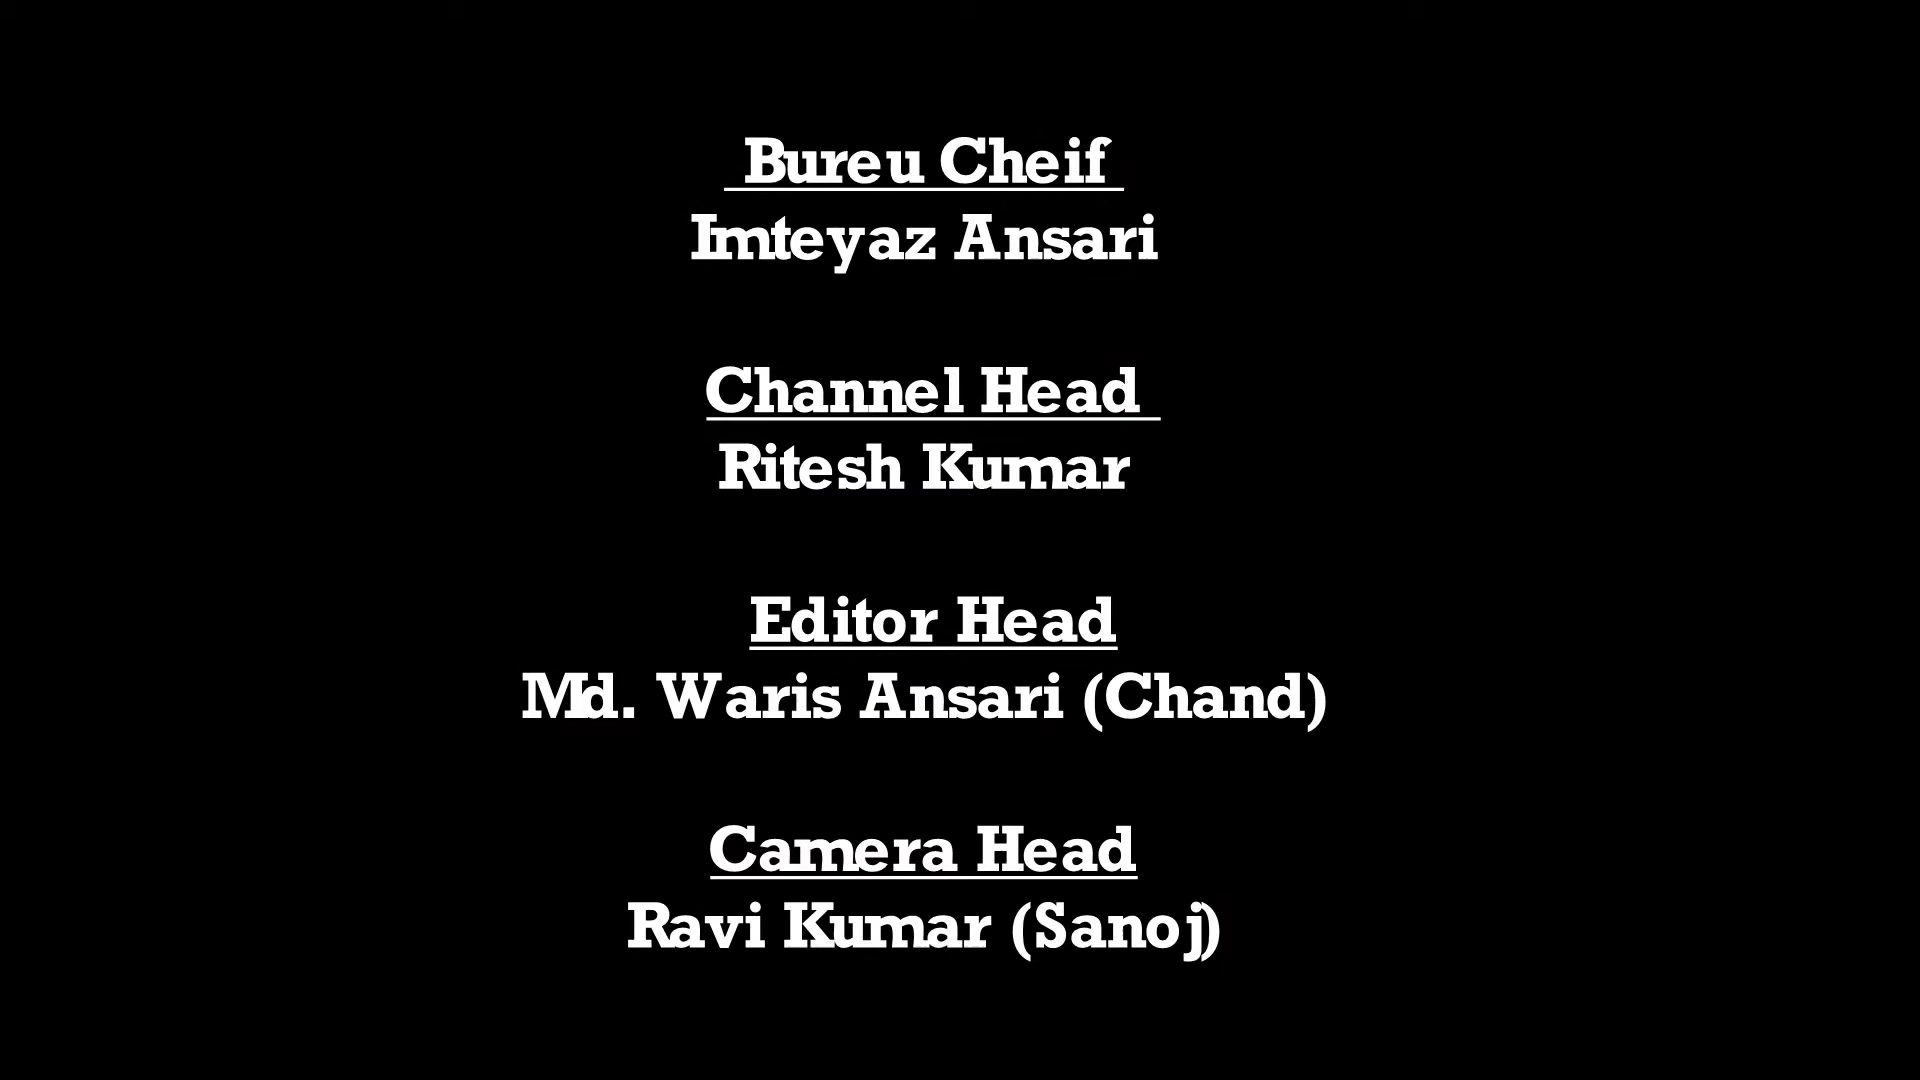 Bureu Cheif
Imteyaz Ansari
Channel Head
Ritesh Kumar
Editor Head
Md. Waris Ansari (Chand)
Camera Head
Ravi Kumar (Sanoj)